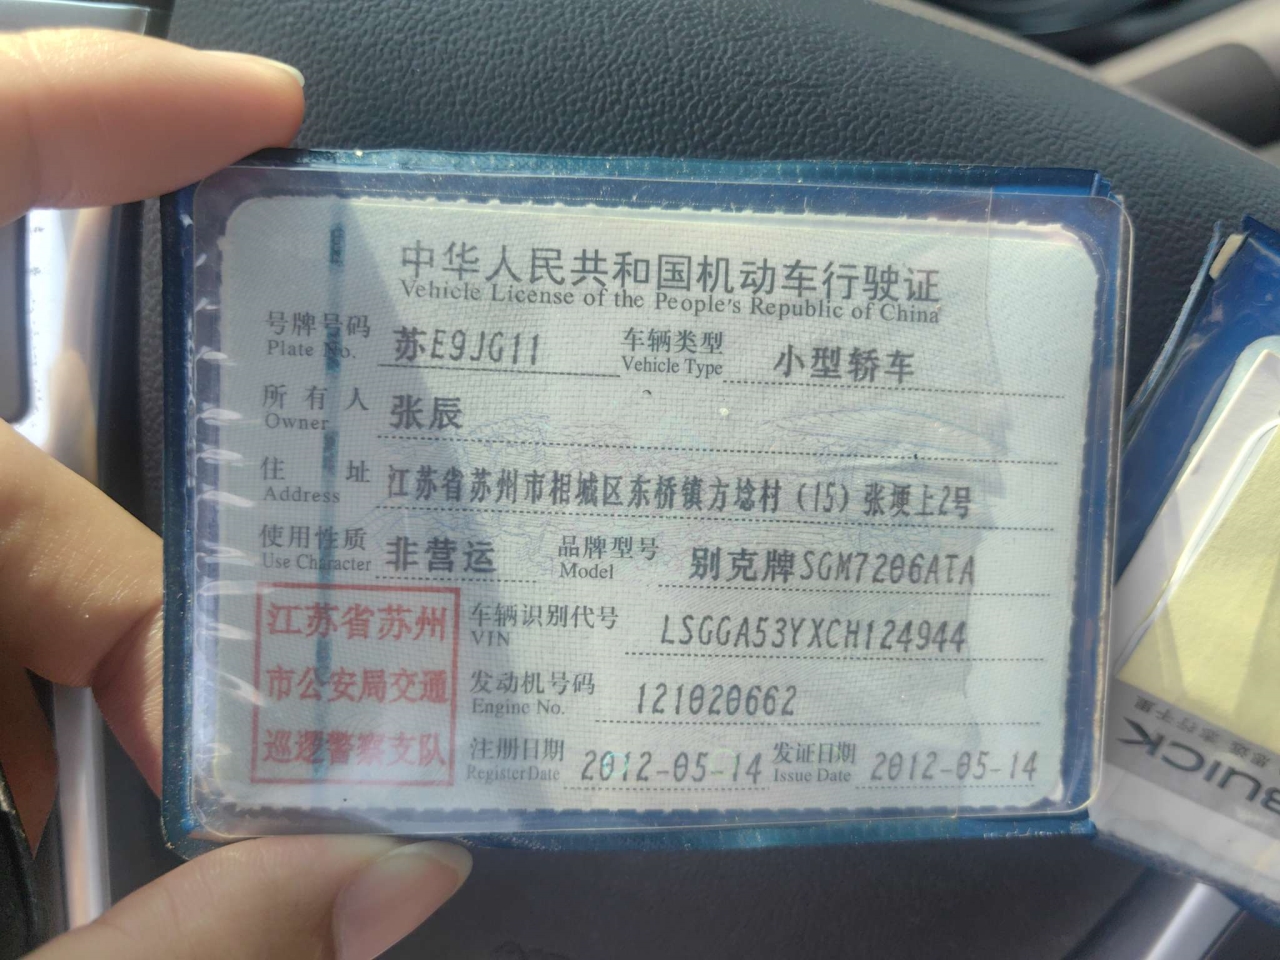 中华人民共和国机动车行驶证
Vehicle License of the People's Republic of China
号牌号码 苏E9JG11 车辆类型 小型轿车
Plate No. Vehicle Type
所有人 张辰
Owner
住址 江苏省苏州市相城区东桥镇方埝村（15）张埂上2号
Address
使用性质 非营运 品牌型号 别克牌SGM7206ATA
Use Character Model
江苏省苏州
市公安局交通
巡逻警察支队
车辆识别代号 LSGGA53YXCH124944
VIN
发动机号码 121020662
Engine No.
注册日期 2012-05-14 发证日期 2012-05-14
Register Date Issue Date
BUICK